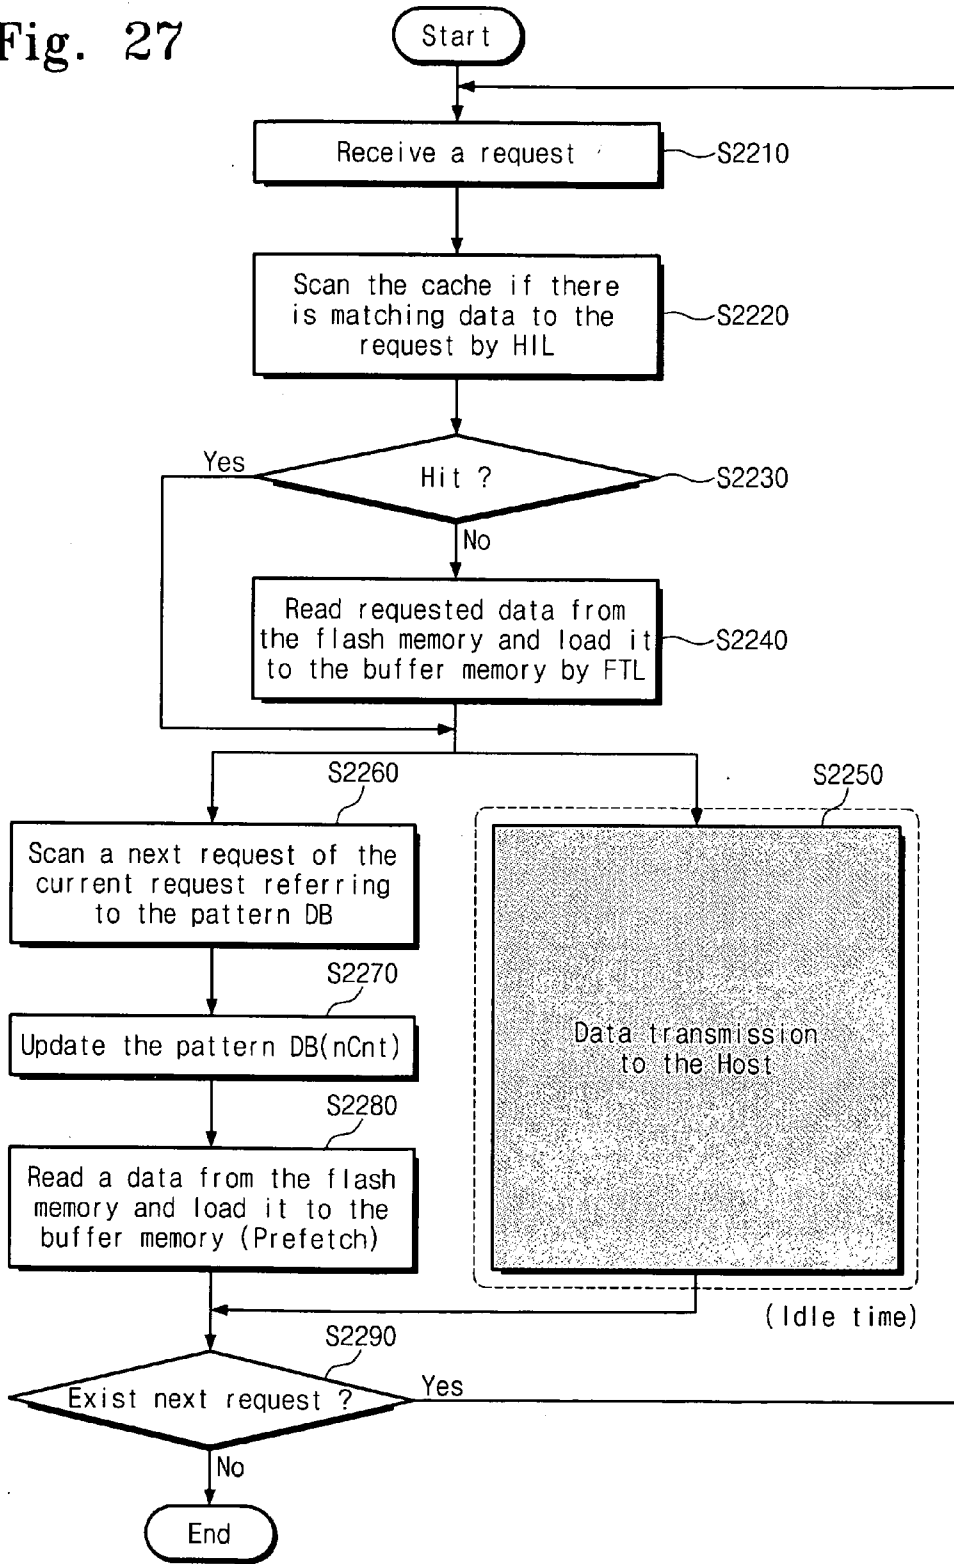 Fig. 27
Start
Receive a request
S2210
Scan the cache if there
is matching data to the
request by HIL
S2220
Hit ?
S2230
Yes
No
Read requested data from
the flash memory and load it
to the buffer memory by FTL
S2240
S2260
S2250
Scan a next request of the
current request referring
to the pattern DB
S2270
Update the pattern DB(nCnt)
Data transmission
to the Host
S2280
Read a data from the flash
memory and load it to the
buffer memory (Prefetch)
(Idle time)
S2290
Exist next request ?
Yes
No
End